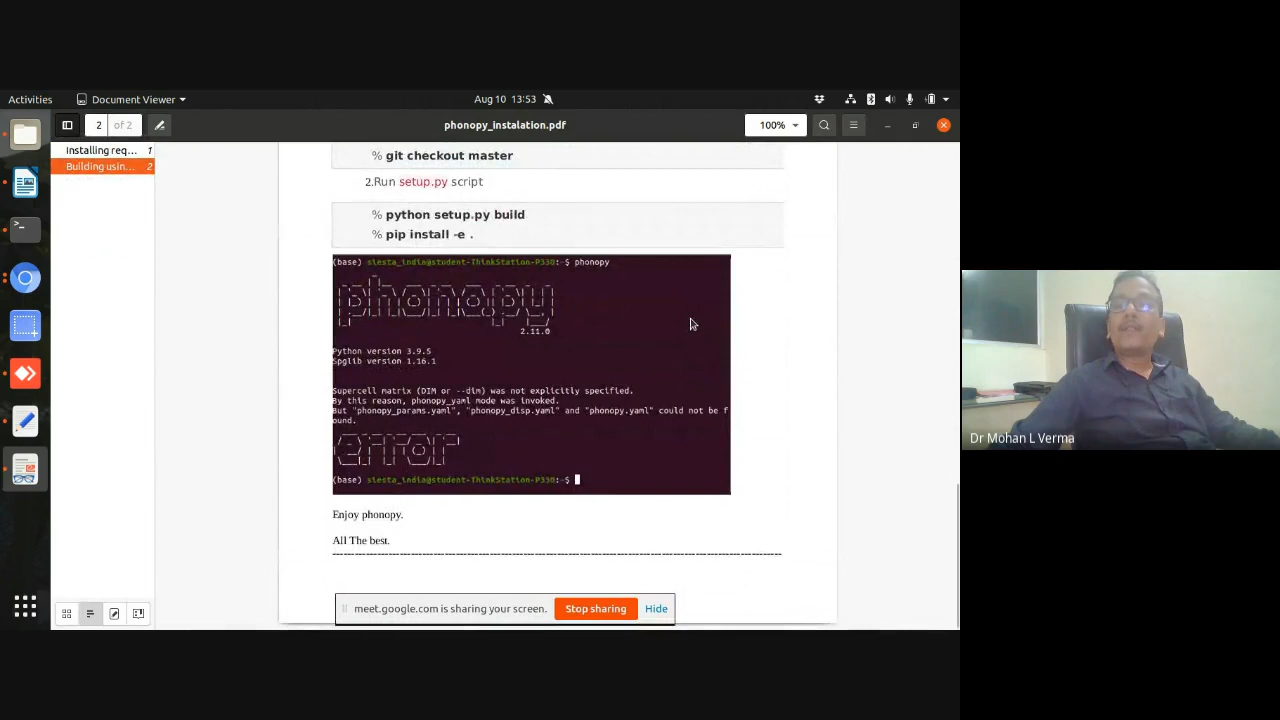 Activities
Document Viewer
Aug 10 13:53
2 of 2
phonopy_instalation.pdf
100%
Installing req... 1
Building usin... 2
% git checkout master
2.Run setup.py script
% python setup.py build
% pip install -e .
(base) siesta_india@student-ThinkStation-P330:~$ phonopy
phonopy
2.11.0
Python version 3.9.5
Spglib version 1.16.1
Supercell matrix (DIM or --dim) was not explicitly specified.
By this reason, phonopy_yaml mode was invoked.
But "phonopy_params.yaml", "phonopy_disp.yaml" and "phonopy.yaml" could not be f
ound.
error
(base) siesta_india@student-ThinkStation-P330:~$
Enjoy phonopy.
All The best.
meet.google.com is sharing your screen. Stop sharing Hide
Dr Mohan L Verma